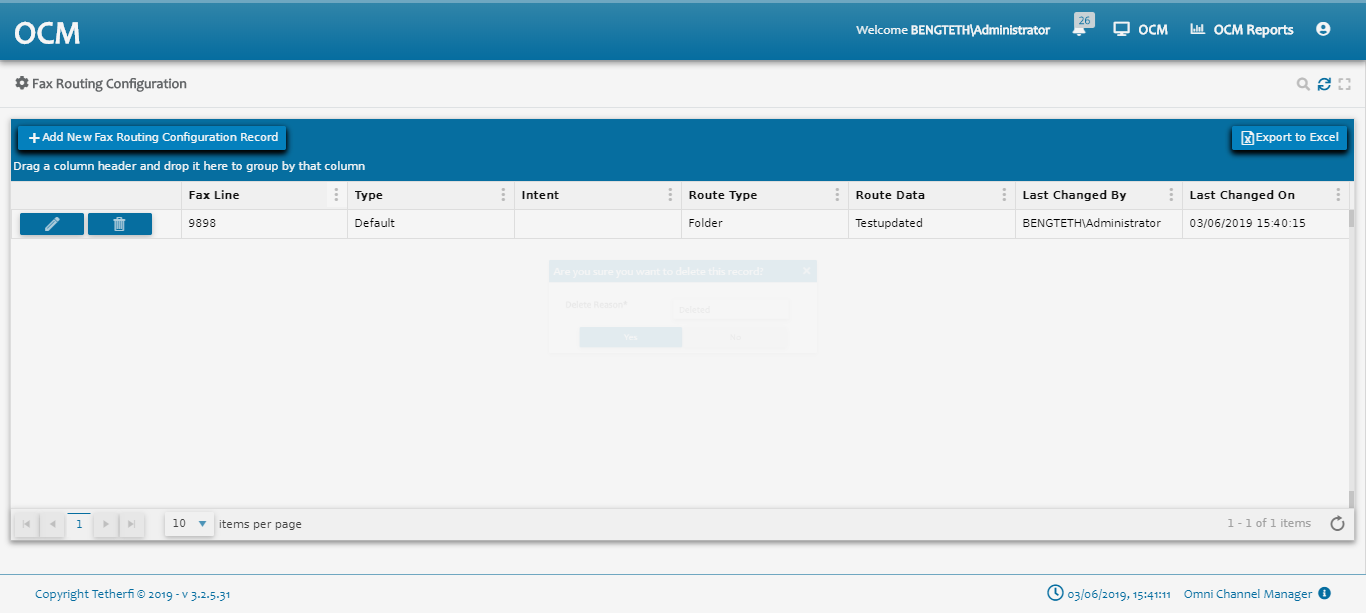 OCM
Welcome BENGTETH\Administrator
26
OCM
OCM Reports
Fax Routing Configuration
Add New Fax Routing Configuration Record
Export to Excel
Drag a column header and drop it here to group by that column
Fax Line Type Intent Route Type Route Data Last Changed By Last Changed On
9898 Default Folder Testupdated BENGTETH\Administrator 03/06/2019 15:40:15
Are you sure you want to delete this record?
Delete Reason*
Deleted
Yes No
1 10 items per page 1 - 1 of 1 items
Copyright Tetherfi © 2019 - v 3.2.5.31
03/06/2019, 15:41:11 Omni Channel Manager